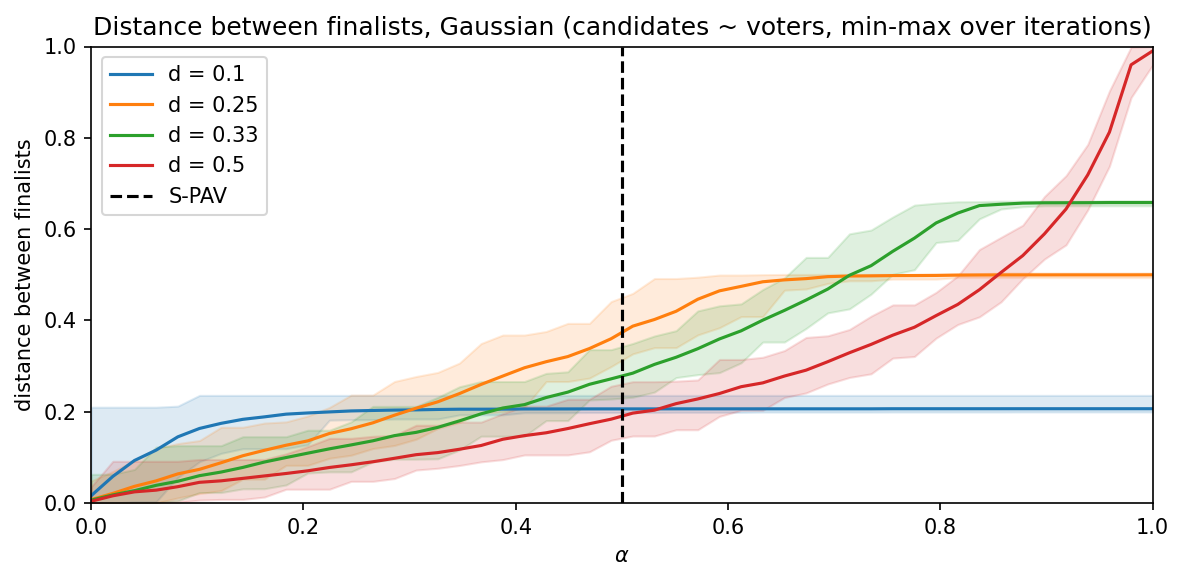 Distance between finalists, Gaussian (candidates ~ voters, min-max over iterations)
1.0
0.8
0.6
0.4
0.2
0.0
distance between finalists
d = 0.1
d = 0.25
d = 0.33
d = 0.5
S-PAV
0.0
0.2
0.4
0.6
0.8
1.0
α